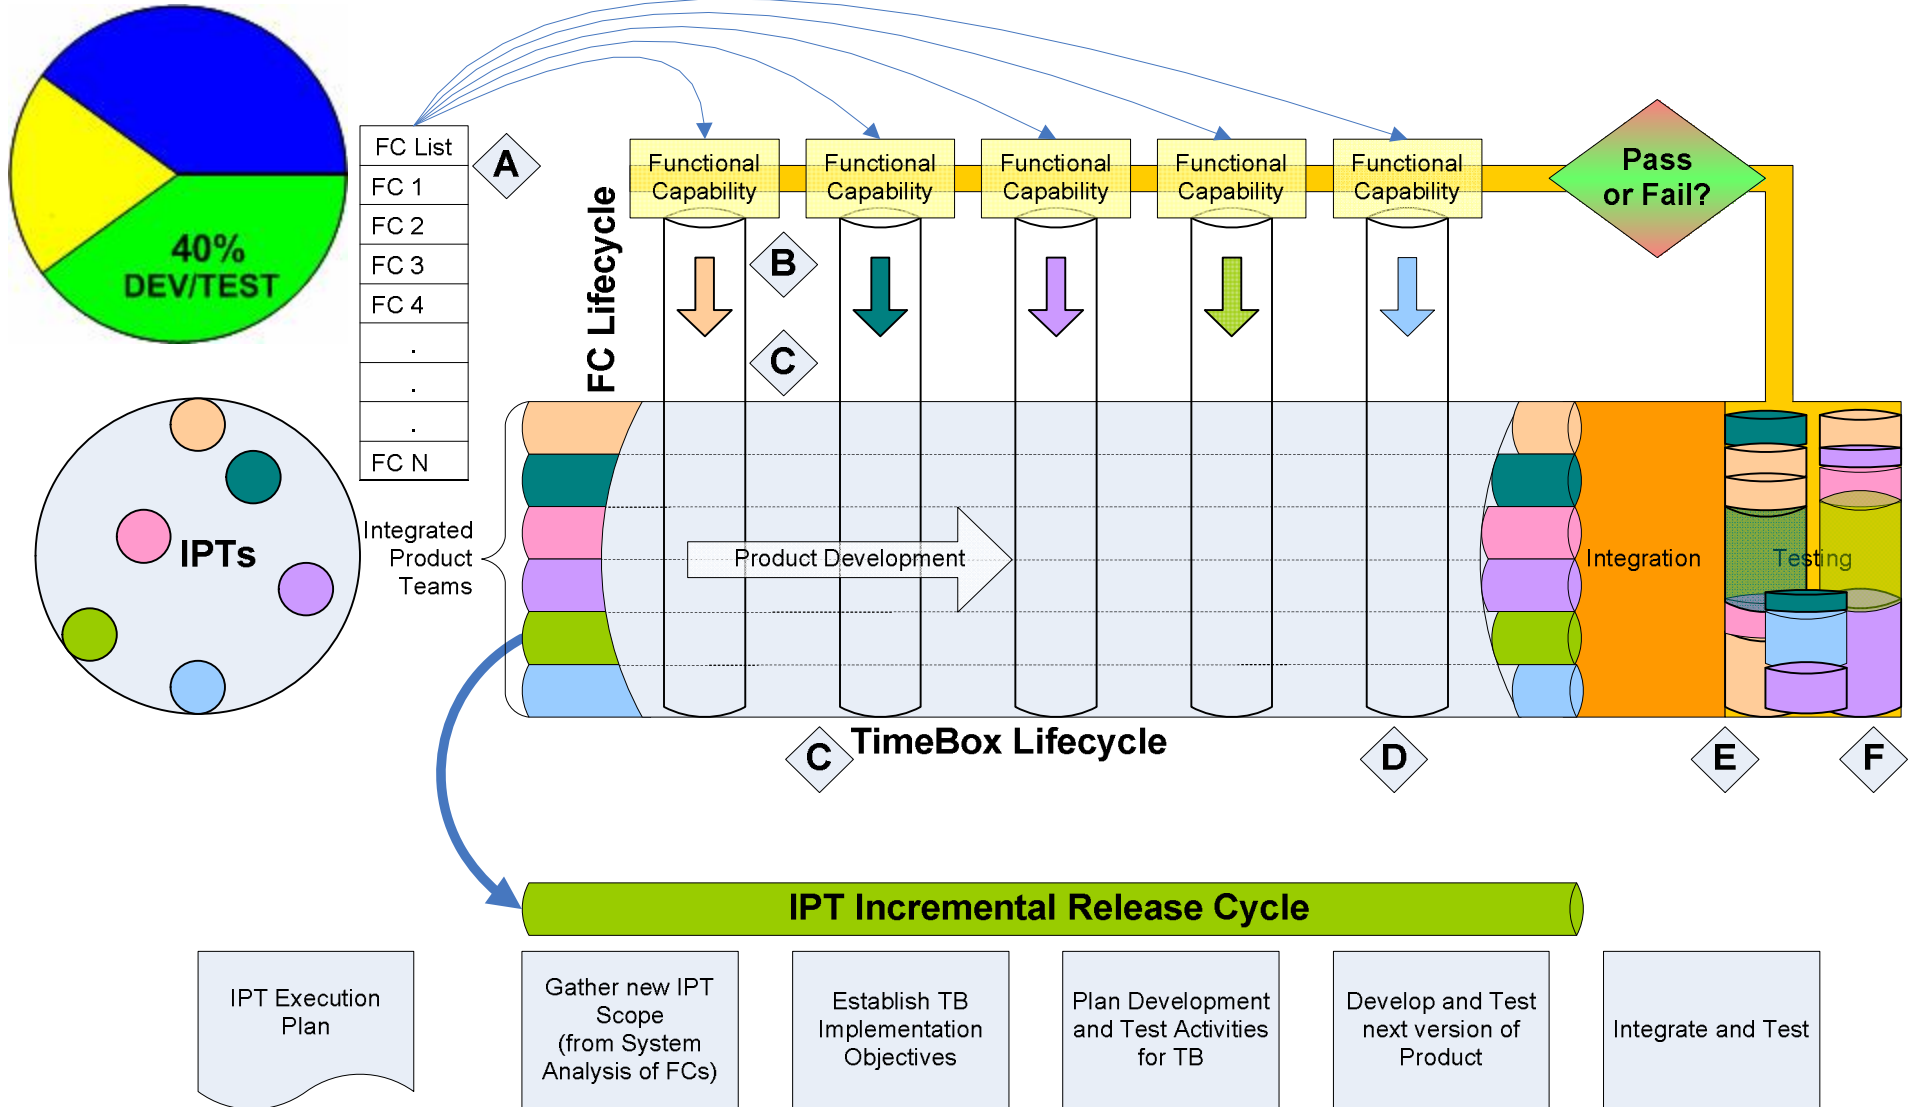 40%
DEV/TEST
FC List
FC 1
FC 2
FC 3
FC 4
.
.
.
FC N
A
Functional
Capability
Functional
Capability
Functional
Capability
Functional
Capability
Functional
Capability
Pass
or Fail?
FC Lifecycle
B
C
IPTs
Integrated
Product
Teams
Product Development
Integration
Testing
C
TimeBox Lifecycle
D
E
F
IPT Incremental Release Cycle
IPT Execution
Plan
Gather new IPT
Scope
(from System
Analysis of FCs)
Establish TB
Implementation
Objectives
Plan Development
and Test Activities
for TB
Develop and Test
next version of
Product
Integrate and Test